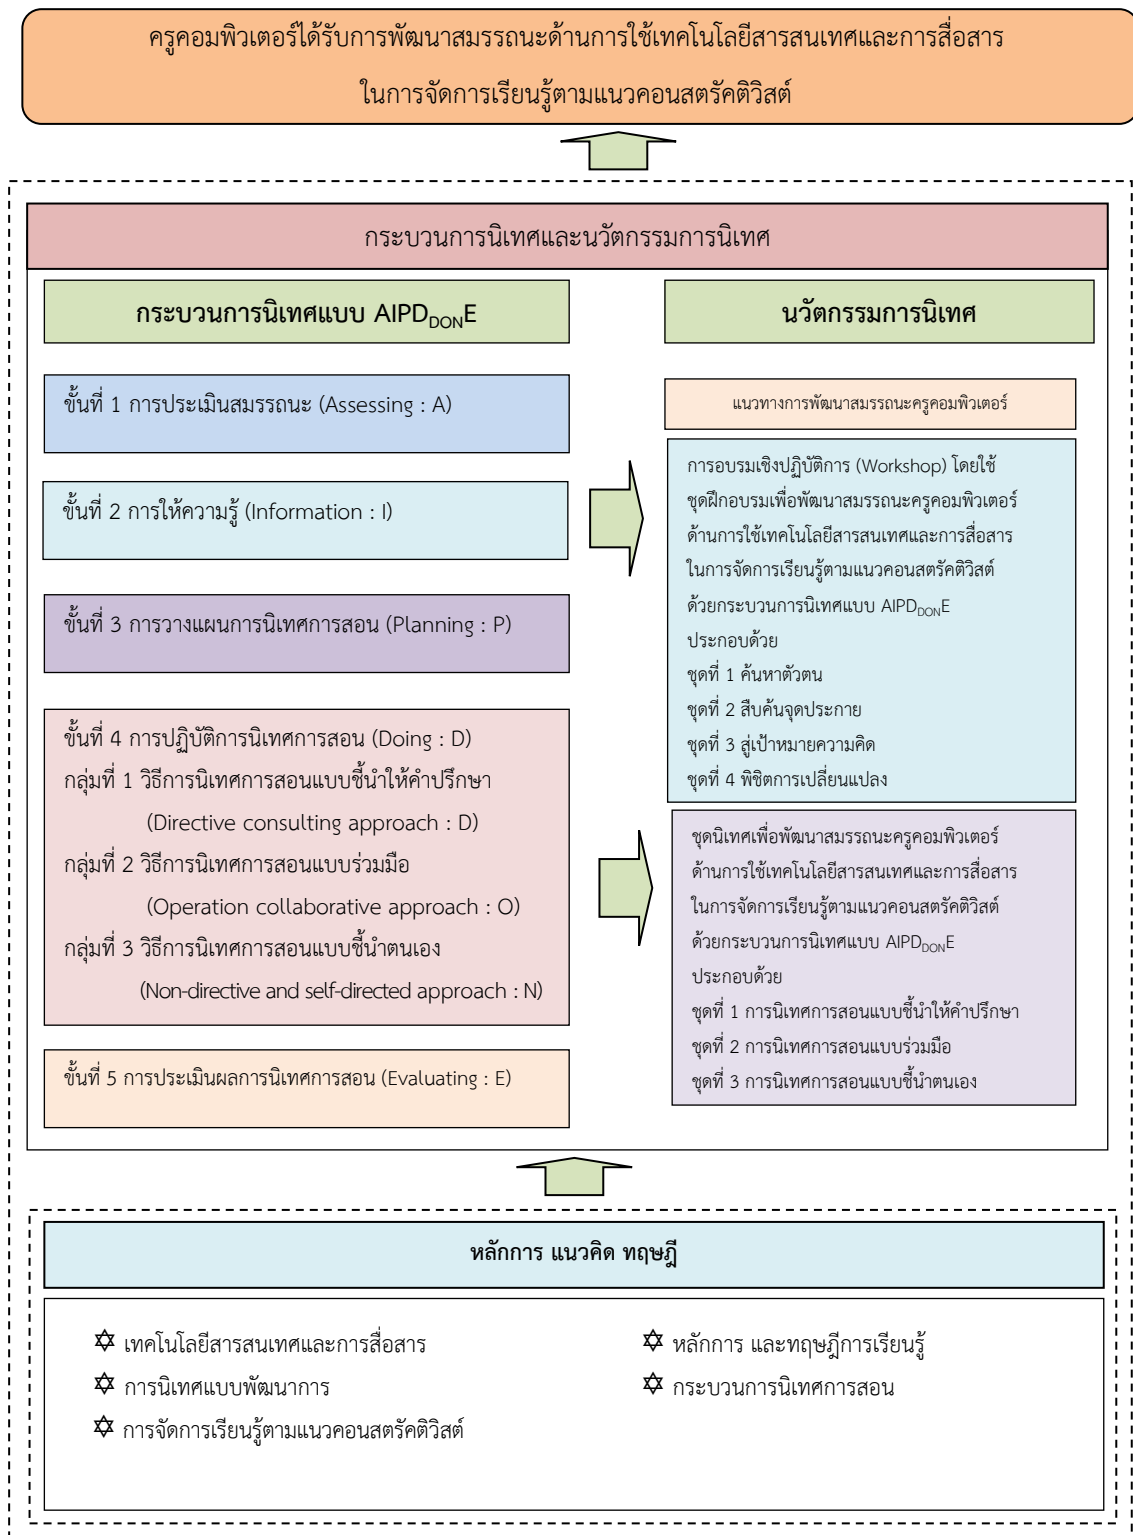 ครูคอมพิวเตอร์ได้รับการพัฒนาสมรรถนะด้านการใช้เทคโนโลยีสารสนเทศและการสื่อสาร
ในการจัดการเรียนรู้ตามแนวคอนสตรัคติวิสต์
กระบวนการนิเทศและนวัตกรรมการนิเทศ
กระบวนการนิเทศแบบ AIPDDONE
ขั้นที่ 1 การประเมินสมรรถนะ (Assessing : A)
ขั้นที่ 2 การให้ความรู้ (Information : I)
ขั้นที่ 3 การวางแผนการนิเทศการสอน (Planning : P)
ขั้นที่ 4 การปฏิบัติการนิเทศการสอน (Doing : D)
กลุ่มที่ 1 วิธีการนิเทศการสอนแบบชี้นำให้คำปรึกษา
(Directive consulting approach : D)
กลุ่มที่ 2 วิธีการนิเทศการสอนแบบร่วมมือ
(Operation collaborative approach : O)
กลุ่มที่ 3 วิธีการนิเทศการสอนแบบชี้นำตนเอง
(Non-directive and self-directed approach : N)
ขั้นที่ 5 การประเมินผลการนิเทศการสอน (Evaluating : E)
นวัตกรรมการนิเทศ
แนวทางการพัฒนาสมรรถนะครูคอมพิวเตอร์
การอบรมเชิงปฏิบัติการ (Workshop) โดยใช้
ชุดฝึกอบรมเพื่อพัฒนาสมรรถนะครูคอมพิวเตอร์
ด้านการใช้เทคโนโลยีสารสนเทศและการสื่อสาร
ในการจัดการเรียนรู้ตามแนวคอนสตรัคติวิสต์
ด้วยกระบวนการนิเทศแบบ AIPDDONE
ประกอบด้วย
ชุดที่ 1 ค้นหาตัวตน
ชุดที่ 2 สืบค้นจุดประกาย
ชุดที่ 3 สู่เป้าหมายความคิด
ชุดที่ 4 พิชิตการเปลี่ยนแปลง
ชุดนิเทศเพื่อพัฒนาสมรรถนะครูคอมพิวเตอร์
ด้านการใช้เทคโนโลยีสารสนเทศและการสื่อสาร
ในการจัดการเรียนรู้ตามแนวคอนสตรัคติวิสต์
ด้วยกระบวนการนิเทศแบบ AIPDDONE
ประกอบด้วย
ชุดที่ 1 การนิเทศการสอนแบบชี้นำให้คำปรึกษา
ชุดที่ 2 การนิเทศการสอนแบบร่วมมือ
ชุดที่ 3 การนิเทศการสอนแบบชี้นำตนเอง
หลักการ แนวคิด ทฤษฎี
✡ เทคโนโลยีสารสนเทศและการสื่อสาร
✡ การนิเทศแบบพัฒนาการ
✡ การจัดการเรียนรู้ตามแนวคอนสตรัคติวิสต์
✡ หลักการ และทฤษฎีการเรียนรู้
✡ กระบวนการนิเทศการสอน